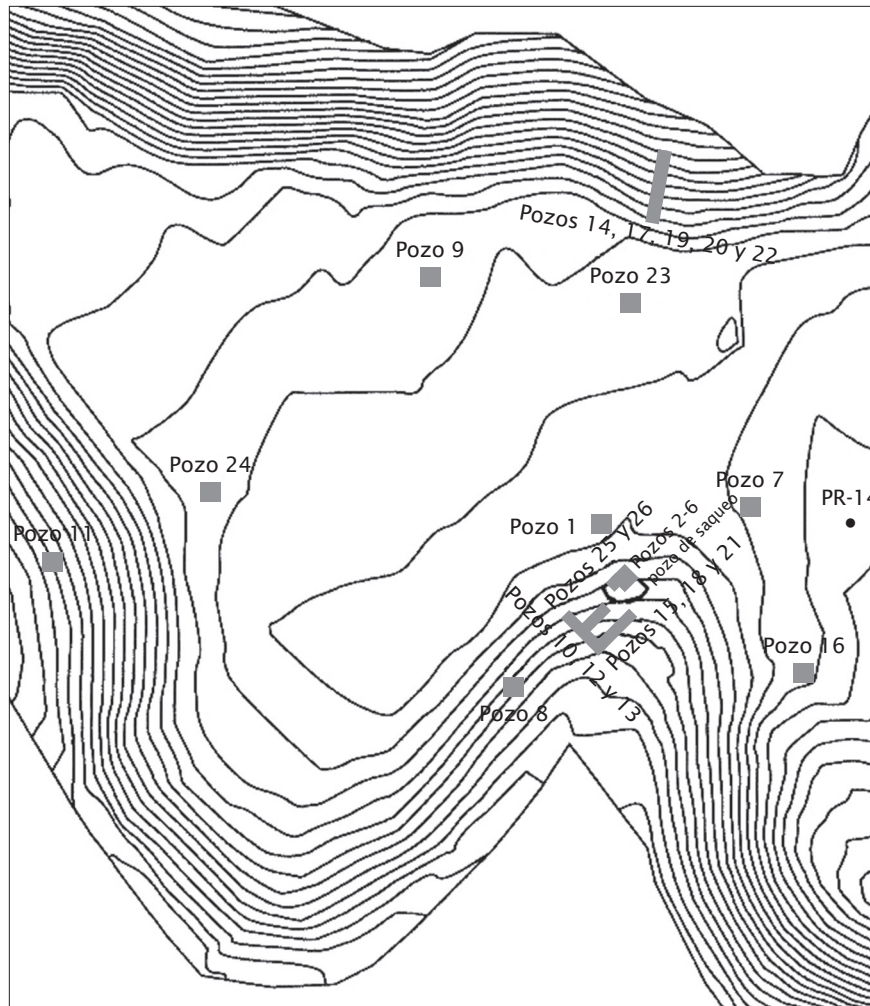 Pozos 14, 17, 19, 20 y 22
Pozo 9
Pozo 23
Pozo 24
Pozo 7
PR-14
Pozo 11
Pozo 1
Pozos 25 y 26
Pozos 2-6
pozo de saqueo
Pozos 15, 18 y 21
Pozos 10, 12 y 13
Pozo 16
Pozo 8